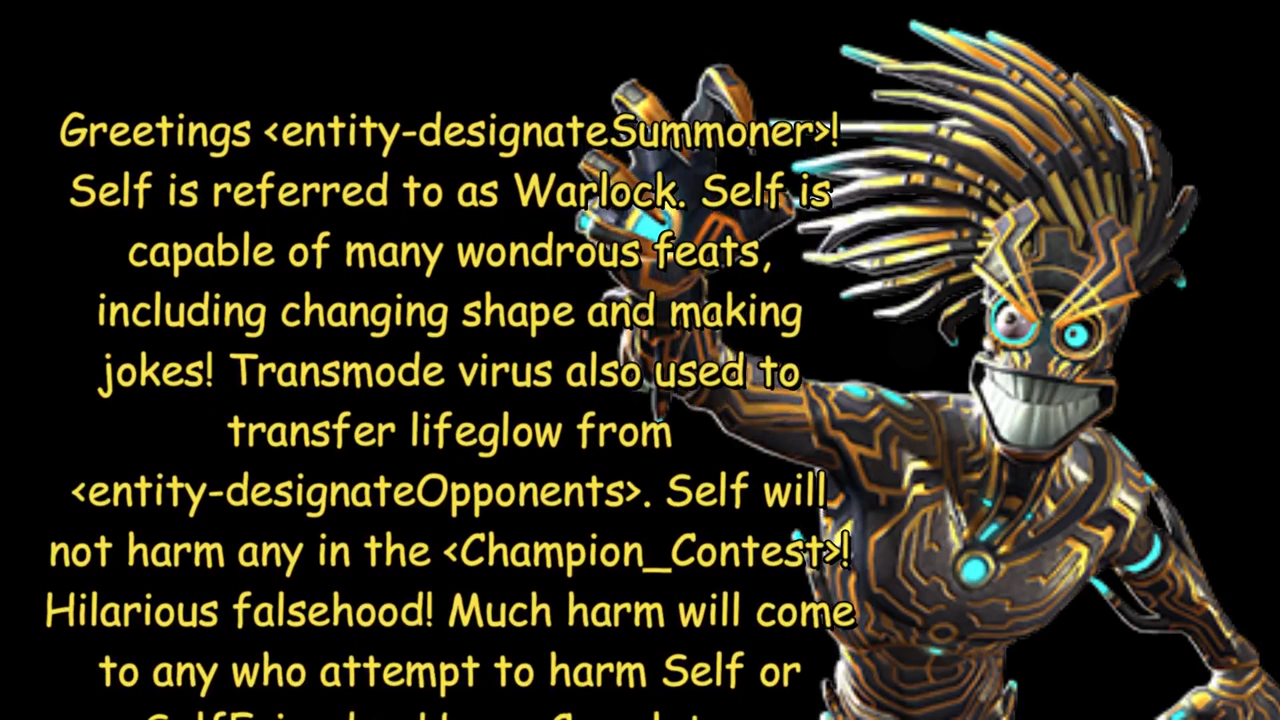 Greetings <entity-designateSummoner>!
Self is referred to as Warlock. Self is
capable of many wondrous feats,
including changing shape and making
jokes! Transmode virus also used to
transfer lifeglow from
<entity-designateOpponents>. Self will
not harm any in the <Champion_Contest>!
Hilarious falsehood! Much harm will come
to any who attempt to harm Self or